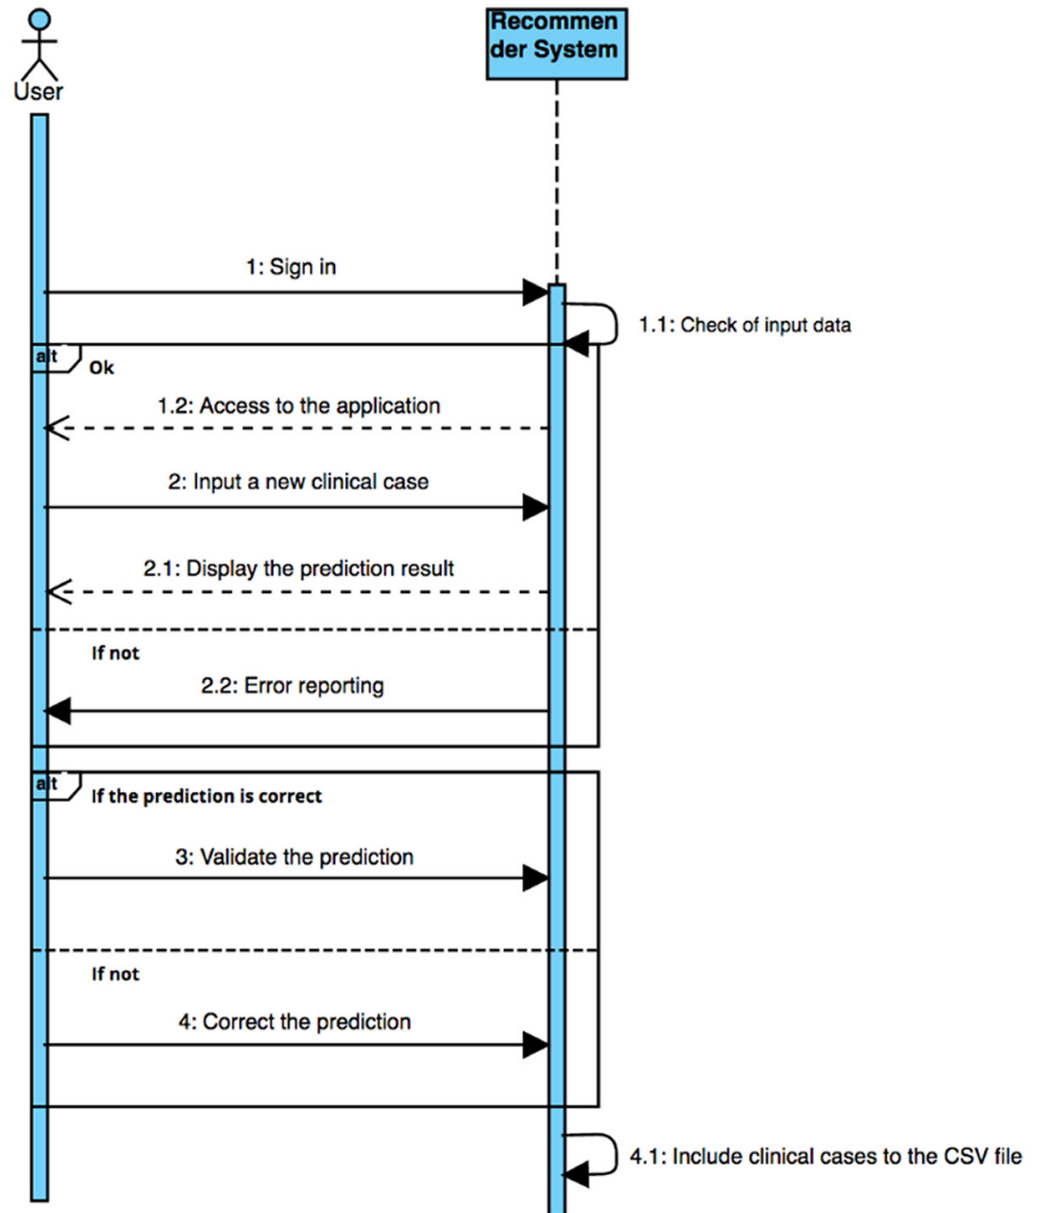 Recommen
der System
User
1: Sign in
1.1: Check of input data
alt
Ok
1.2: Access to the application
2: Input a new clinical case
2.1: Display the prediction result
If not
2.2: Error reporting
alt
If the prediction is correct
3: Validate the prediction
If not
4: Correct the prediction
4.1: Include clinical cases to the CSV file